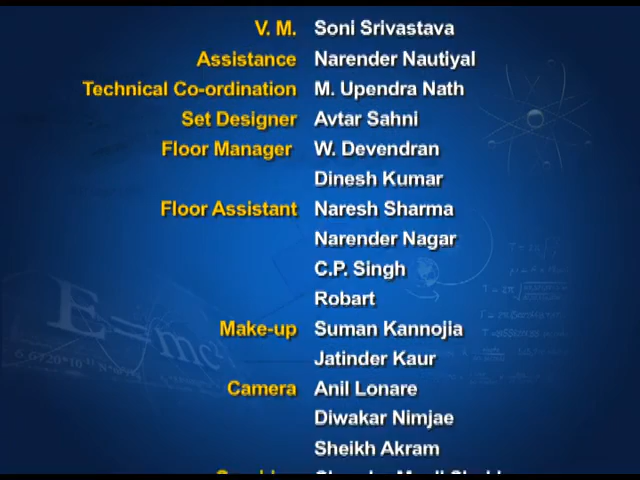 V. M. Soni Srivastava
Assistance Narender Nautiyal
Technical Co-ordination M. Upendra Nath
Set Designer Avtar Sahni
Floor Manager W. Devendran
Dinesh Kumar
Floor Assistant Naresh Sharma
Narender Nagar
C.P. Singh
Robart
Make-up Suman Kannojia
Jatinder Kaur
Camera Anil Lonare
Diwakar Nimjae
Sheikh Akram
E=mc²